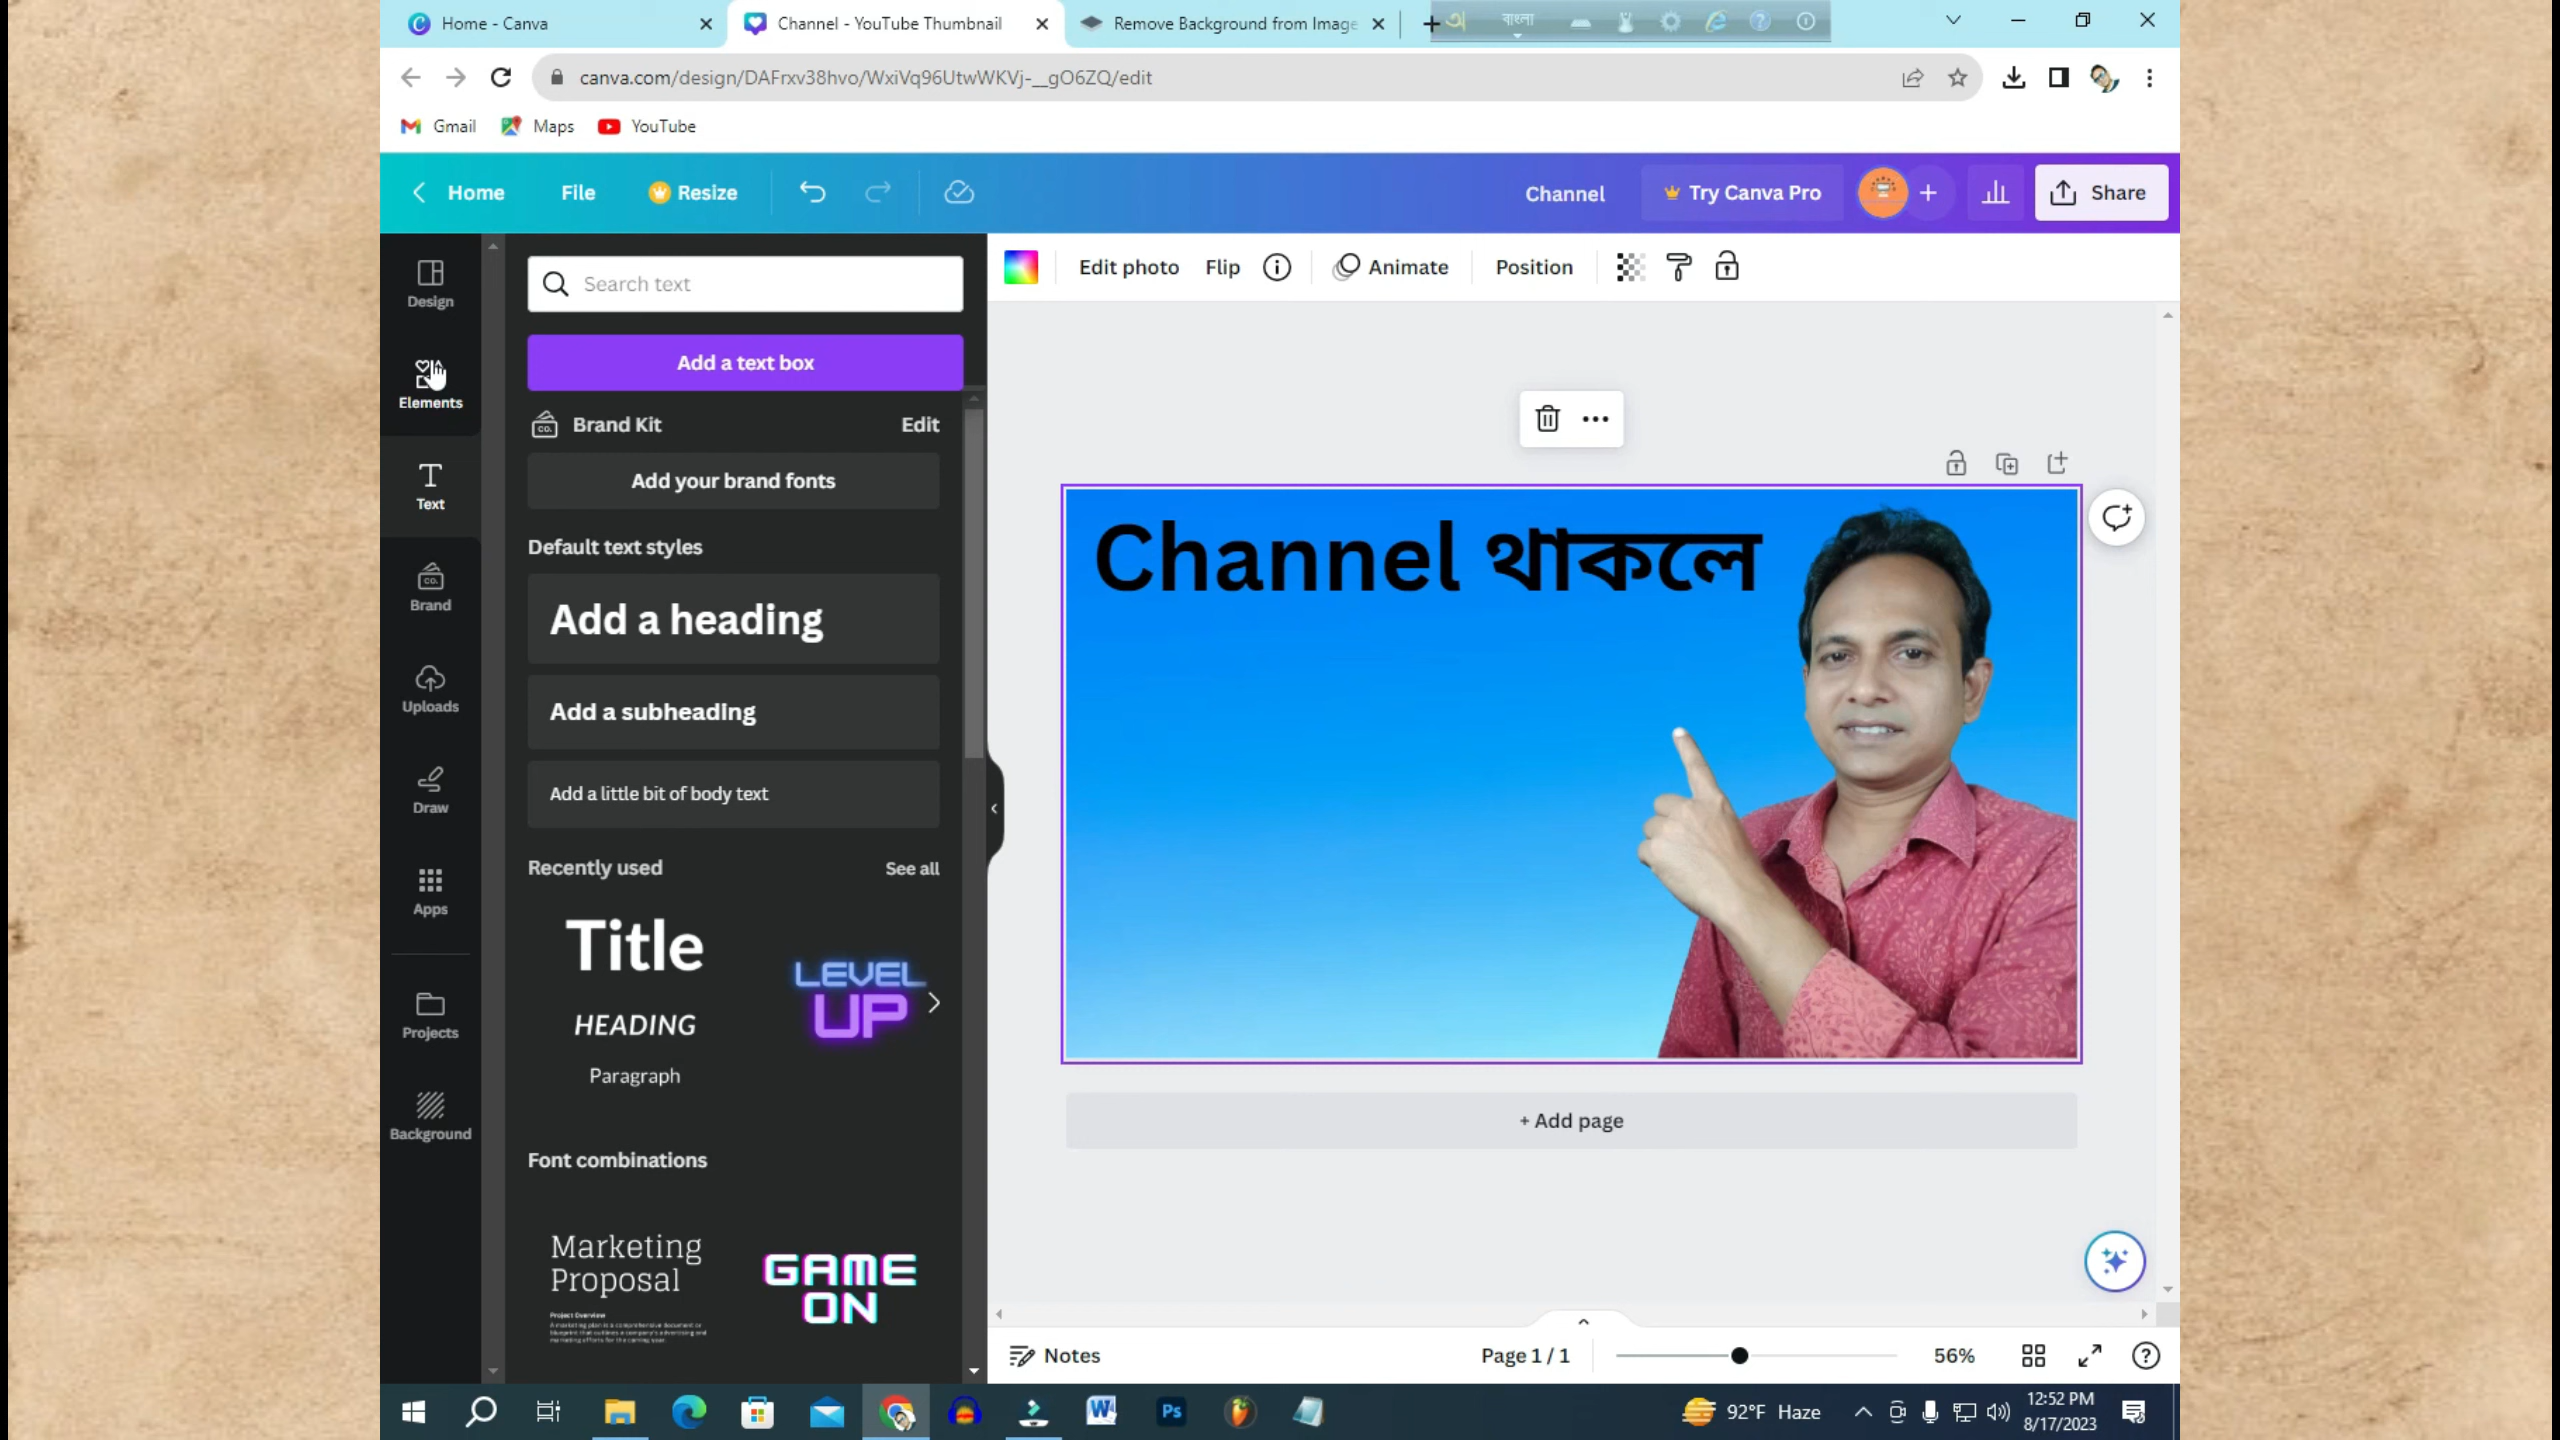 Home - Canva
Channel - YouTube Thumbnail
Remove Background from Image
বাংলা
canva.com/design/DAFrxv38hvo/WxiVq96UtwWKVj-__gO6ZQ/edit
Gmail
Maps
YouTube
Home
File
Resize
Channel
Try Canva Pro
Share
Design
Elements
Text
Brand
Uploads
Draw
Apps
Projects
Background
Search text
Add a text box
Brand Kit
Edit
Add your brand fonts
Default text styles
Add a heading
Add a subheading
Add a little bit of body text
Recently used
See all
Title
HEADING
Paragraph
LEVEL
UP
Font combinations
Marketing
Proposal
Project Overview
GAME
ON
Edit photo
Flip
Animate
Position
Channel থাকলে
+ Add page
Notes
Page 1 / 1
56%
92°F Haze
12:52 PM
8/17/2023